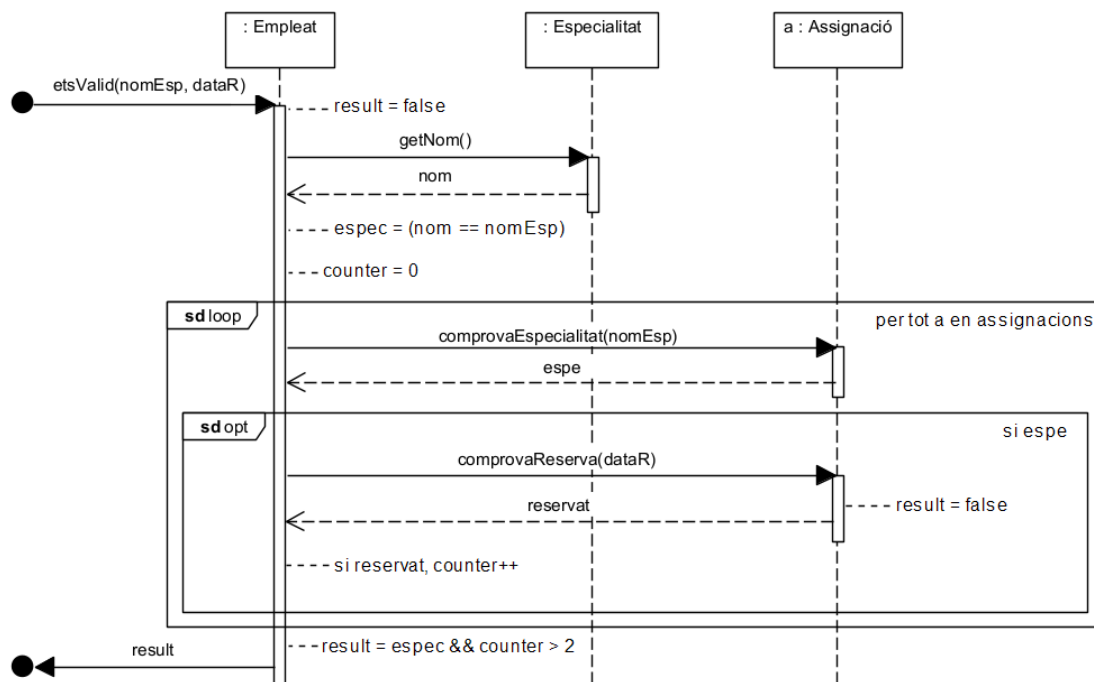 : Empleat
: Especialitat
a : Assignació
etsValid(nomEsp, dataR)
result = false
getNom()
nom
espec = (nom == nomEsp)
counter = 0
sd loop
per tot a en assignacions
comprovaEspecialitat(nomEsp)
espe
sd opt
si espe
comprovaReserva(dataR)
reservat
result = false
si reservat, counter++
result = espec && counter > 2
result